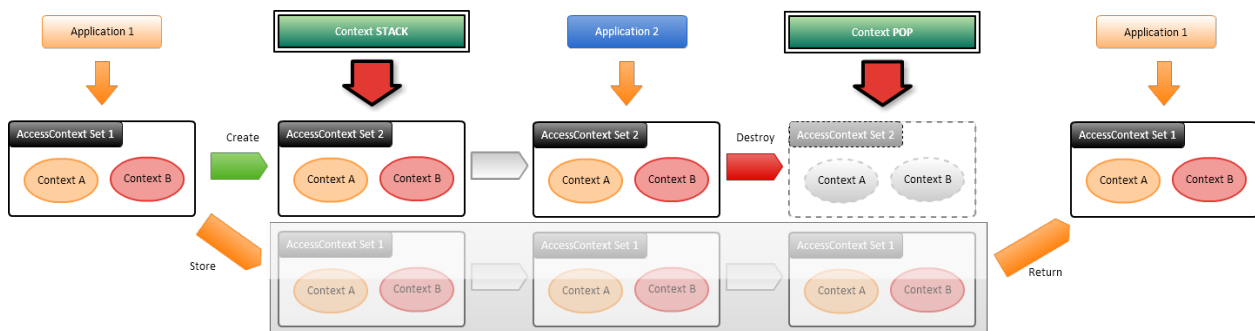 Application 1
Context STACK
Application 2
Context POP
Application 1
AccessContext Set 1
Context A
Context B
Create
AccessContext Set 2
Context A
Context B
AccessContext Set 2
Context A
Context B
Destroy
AccessContext Set 2
Context A
Context B
AccessContext Set 1
Context A
Context B
Store
AccessContext Set 1
Context A
Context B
AccessContext Set 1
Context A
Context B
AccessContext Set 1
Context A
Context B
Return